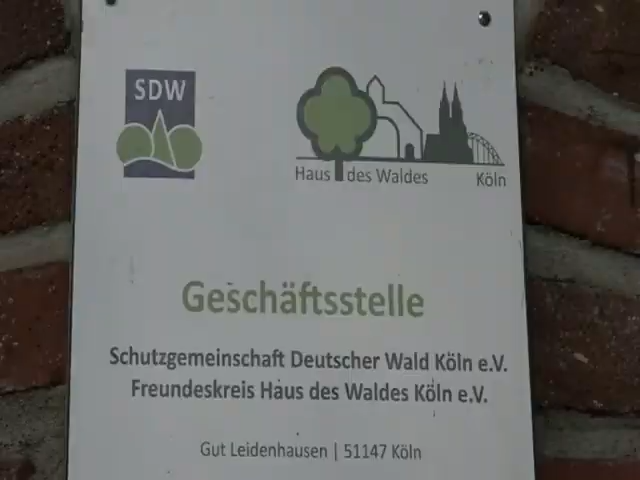 SDW
Haus des Waldes Köln
Geschäftsstelle
Schutzgemeinschaft Deutscher Wald Köln e.V.
Freundeskreis Haus des Waldes Köln e.V.
Gut Leidenhausen | 51147 Köln